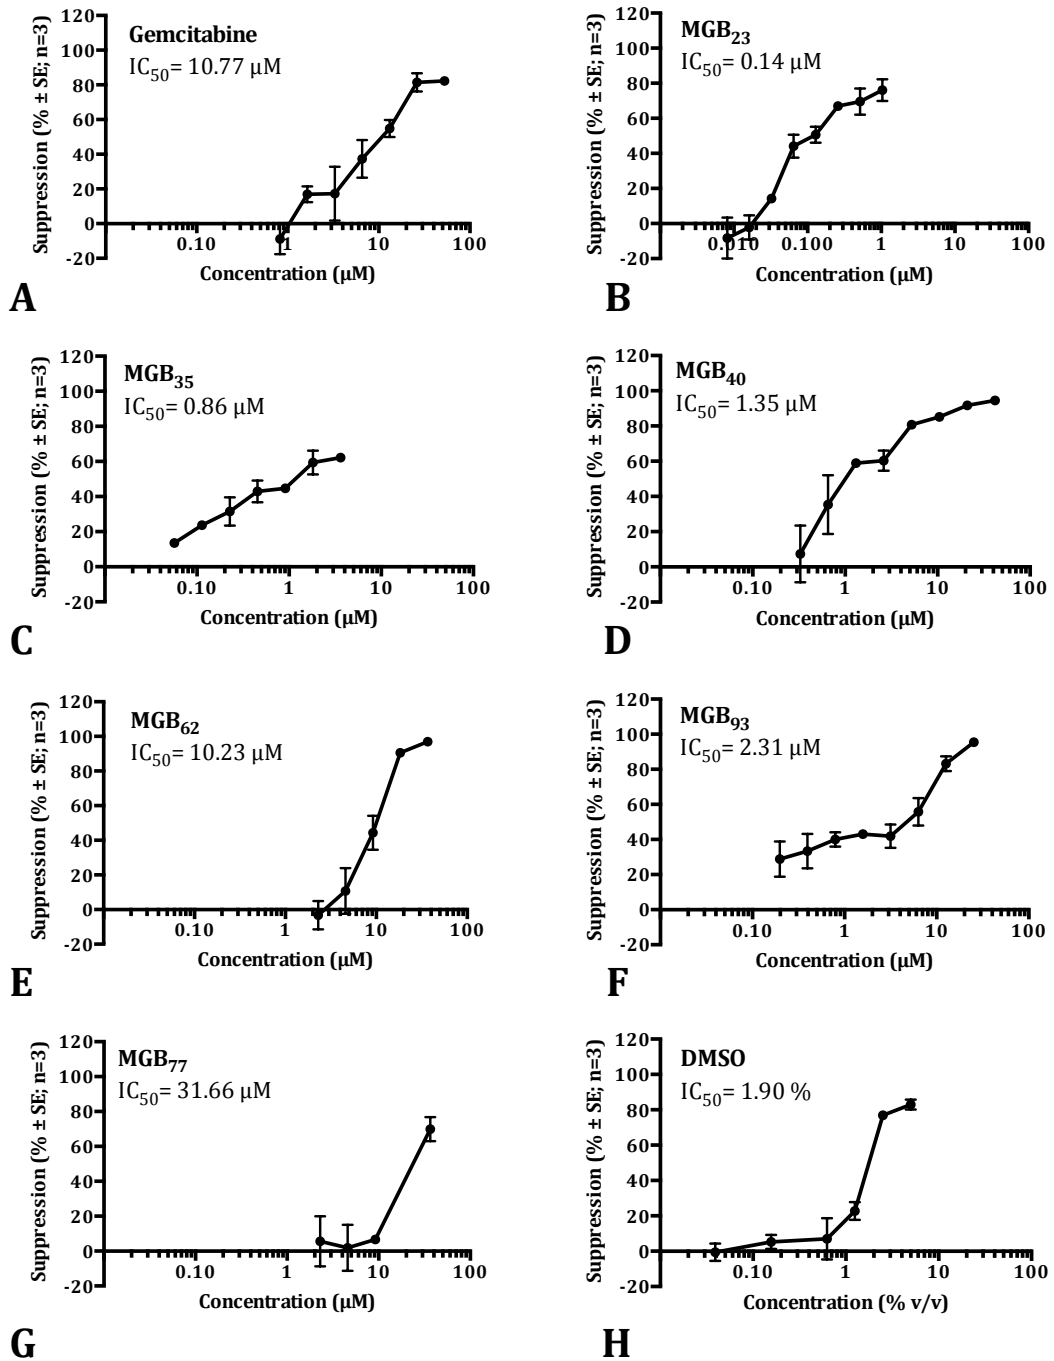 120
100
80
60
40
20
0
-20
Suppression (% ± SE; n=3)
Gemcitabine
IC50= 10.77 µM
0.10 1 10 100
Concentration (µM)
A
120
100
80
60
40
20
0
-20
Suppression (% ± SE; n=3)
MGB23
IC50= 0.14 µM
0.010 0.100 1 10 100
Concentration (µM)
B
120
100
80
60
40
20
0
-20
Suppression (% ± SE; n=3)
MGB35
IC50= 0.86 µM
0.10 1 10 100
Concentration (µM)
C
120
100
80
60
40
20
0
-20
Suppression (% ± SE; n=3)
MGB40
IC50= 1.35 µM
0.10 1 10 100
Concentration (µM)
D
120
100
80
60
40
20
0
-20
Suppression (% ± SE; n=3)
MGB62
IC50= 10.23 µM
0.10 1 10 100
Concentration (µM)
E
120
100
80
60
40
20
0
-20
Suppression (% ± SE; n=3)
MGB93
IC50= 2.31 µM
0.10 1 10 100
Concentration (µM)
F
120
100
80
60
40
20
0
-20
Suppression (% ± SE; n=3)
MGB77
IC50= 31.66 µM
0.10 1 10 100
Concentration (µM)
G
120
100
80
60
40
20
0
-20
Suppression (% ± SE; n=3)
DMSO
IC50= 1.90 %
0.10 1 10 100
Concentration (% v/v)
H